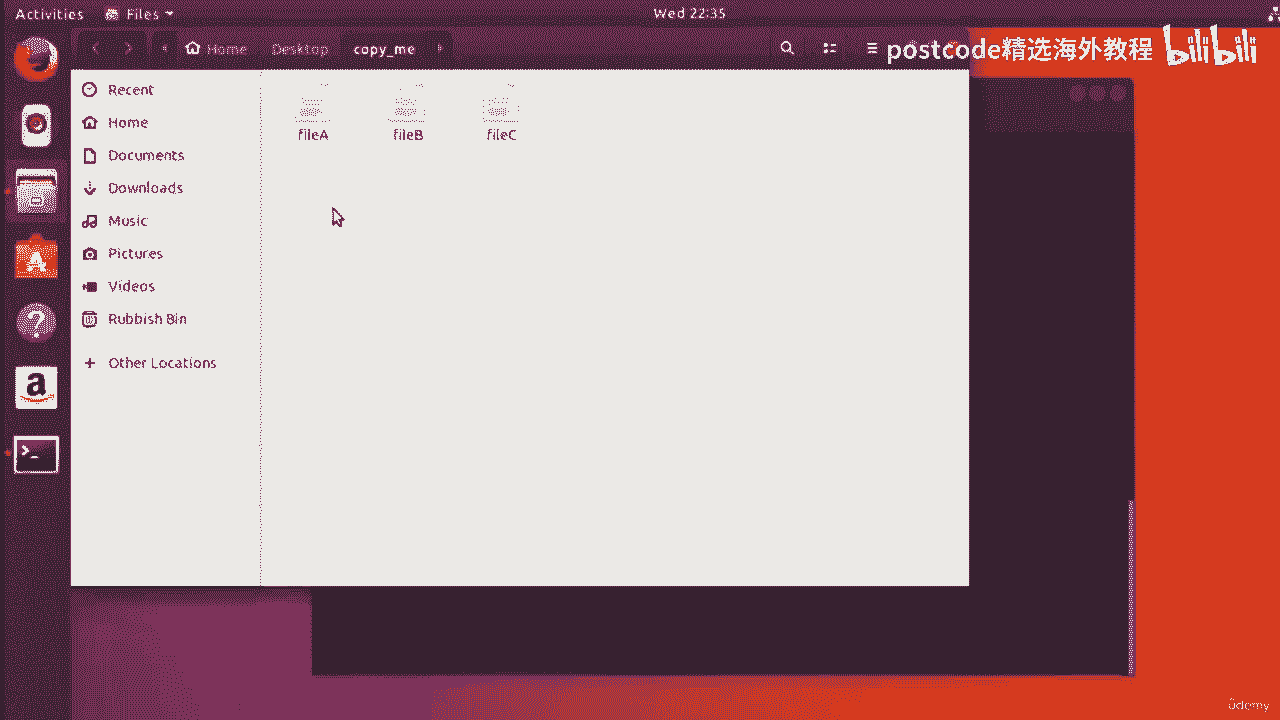 Activities Files Wed 22:35
Home Desktop copy_me
postcode精选海外教程 bilibili
Recent
Home
Documents
Downloads
Music
Pictures
Videos
Rubbish Bin
Other Locations
fileA fileB fileC
a
ûdemy